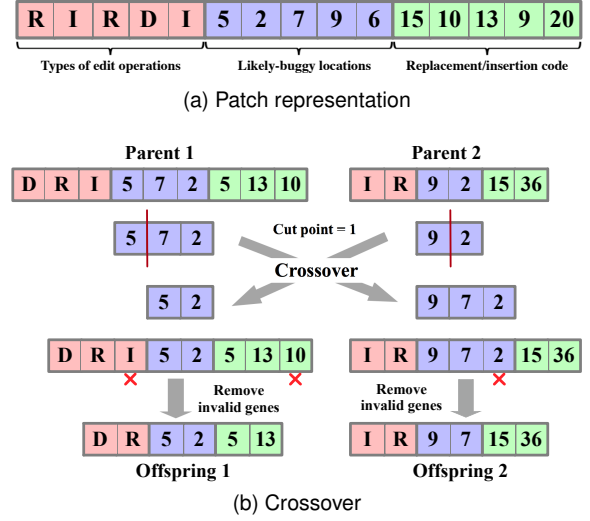 R I R D I 5 2 7 9 6 15 10 13 9 20
Types of edit operations Likely-buggy locations Replacement/insertion code
(a) Patch representation
Parent 1 Parent 2
D R I 5 7 2 5 13 10 I R 9 2 15 36
5 7 2 Cut point = 1 9 2
Crossover
5 2 9 7 2
D R I 5 2 5 13 10 I R 9 7 2 15 36
Remove Remove
invalid genes invalid genes
D R 5 2 5 13 I R 9 7 15 36
Offspring 1 Offspring 2
(b) Crossover